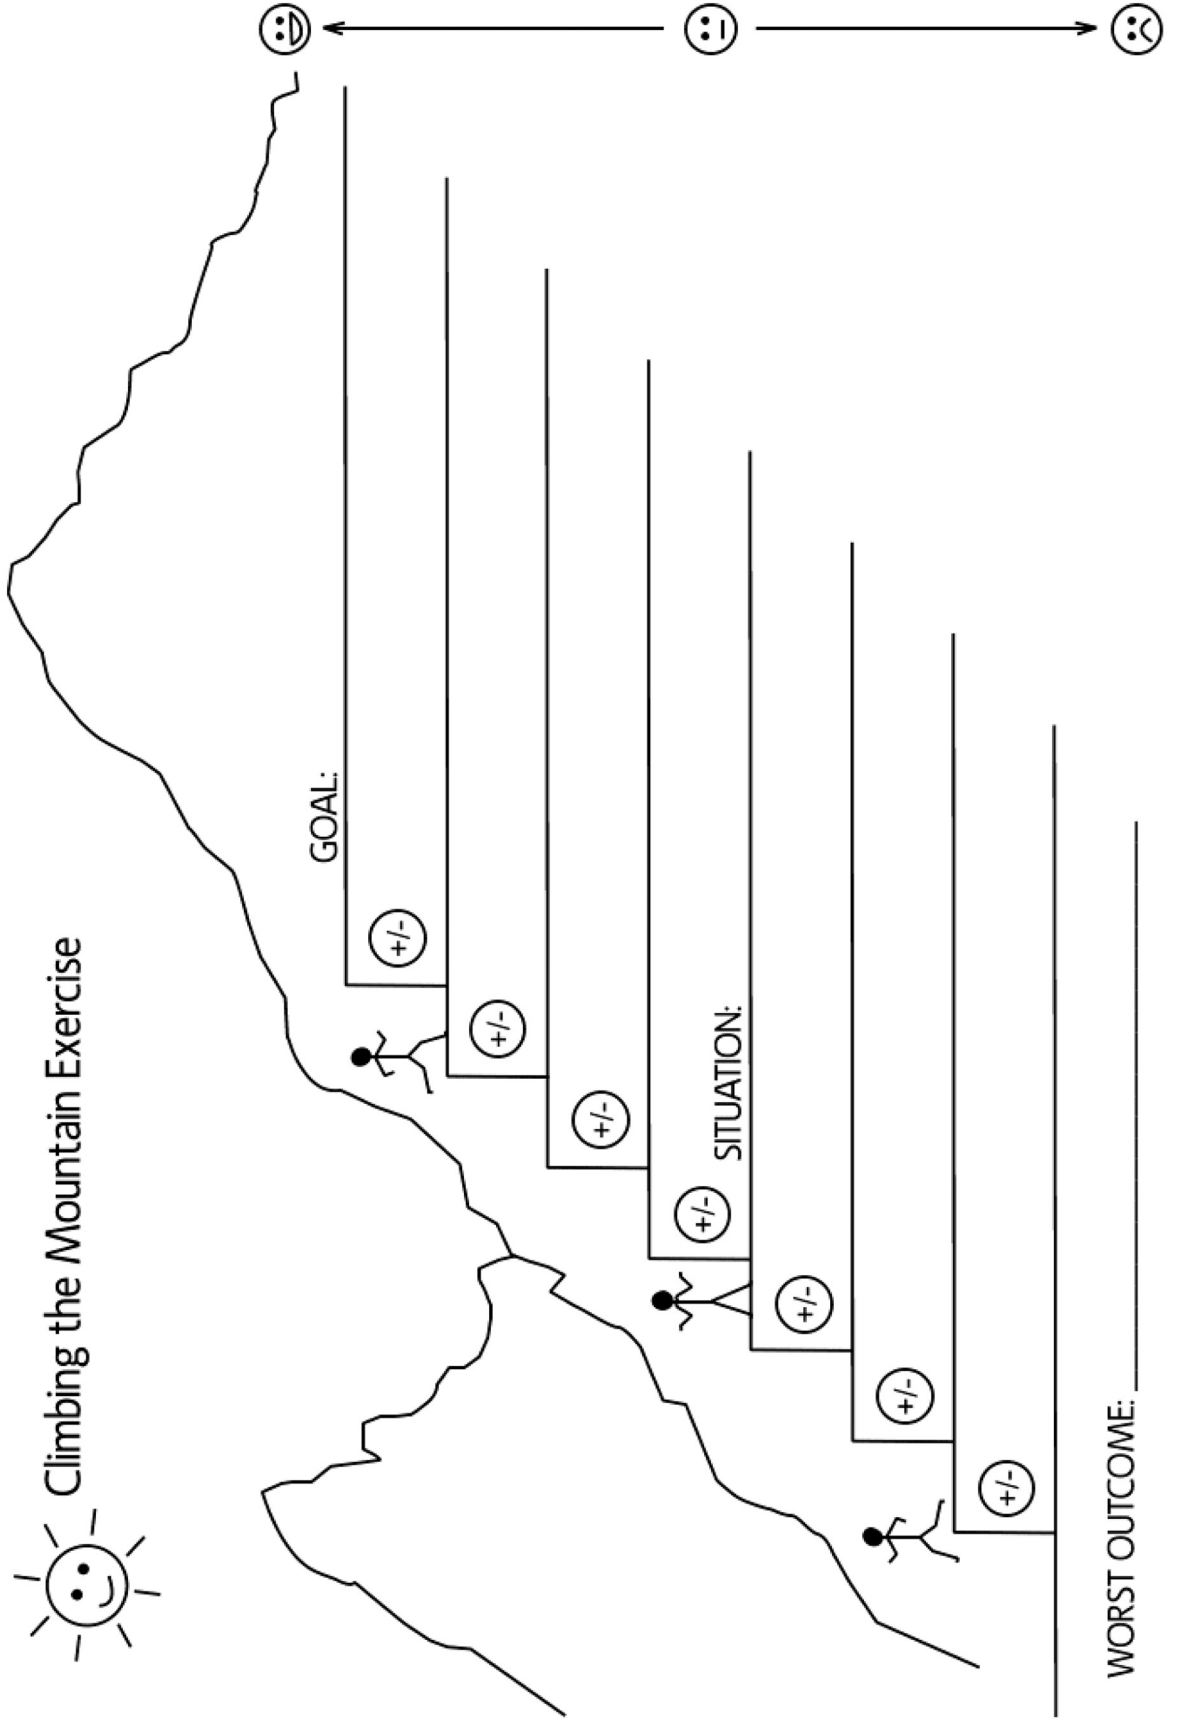 Climbing the Mountain Exercise
GOAL:
+/-
+/-
+/-
+/-
SITUATION:
+/-
+/-
+/-
WORST OUTCOME: